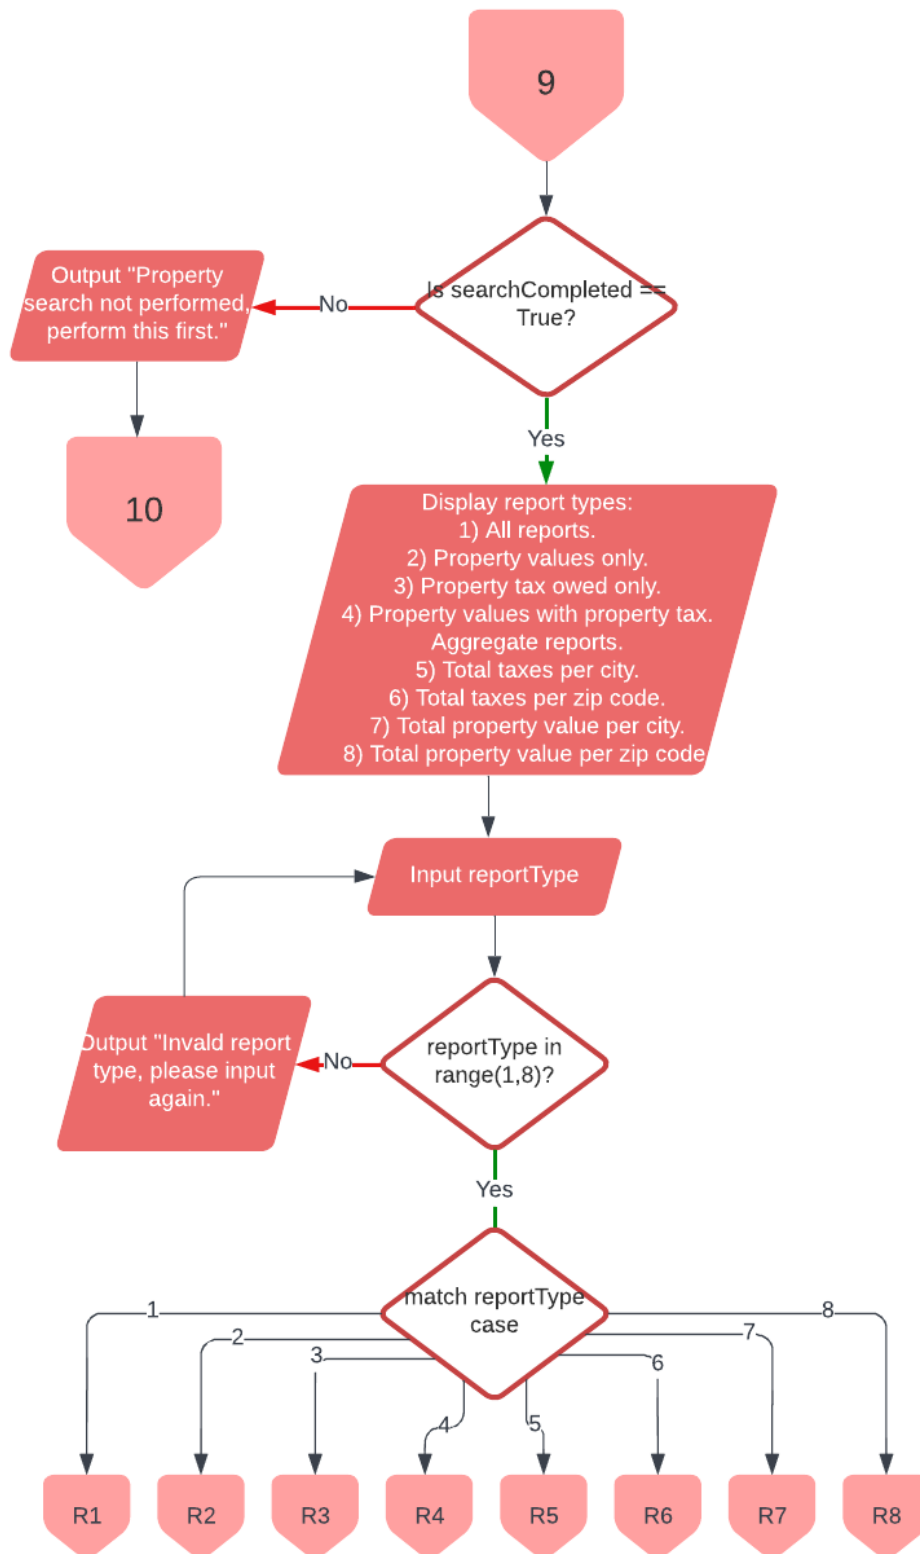 9
Is searchCompleted ==
True?
No
Output "Property
search not performed,
perform this first."
10
Yes
Display report types:
1) All reports.
2) Property values only.
3) Property tax owed only.
4) Property values with property tax.
Aggregate reports.
5) Total taxes per city.
6) Total taxes per zip code.
7) Total property value per city.
8) Total property value per zip code
Input reportType
reportType in
range(1,8)?
No
Output "Invald report
type, please input
again."
Yes
match reportType
case
1
2
3
4
5
6
7
8
R1
R2
R3
R4
R5
R6
R7
R8